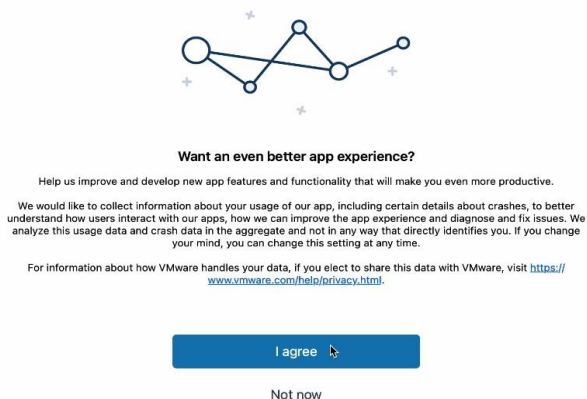 Want an even better app experience?
Help us improve and develop new app features and functionality that will make you even more productive.
We would like to collect information about your usage of our app, including certain details about crashes, to better
understand how users interact with our apps, how we can improve the app experience and diagnose and fix issues. We
analyze this usage data and crash data in the aggregate and not in any way that directly identifies you. If you change
your mind, you can change this setting at any time.
For information about how VMware handles your data, if you elect to share this data with VMware, visit https://
www.vmware.com/help/privacy.html.
I agree
Not now